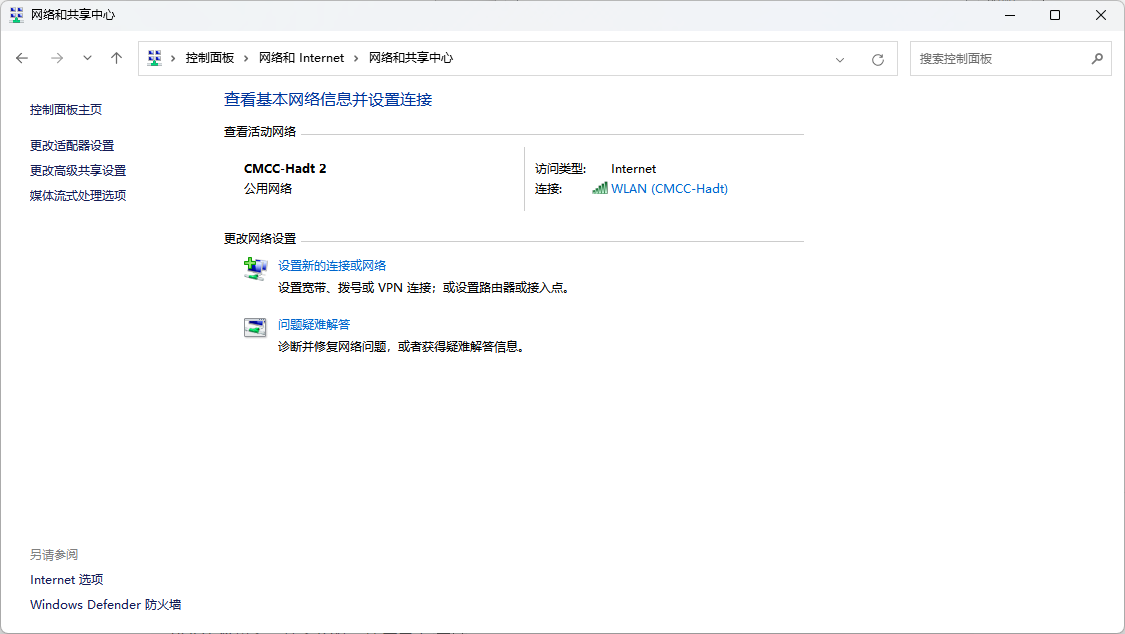 网络和共享中心
控制面板 › 网络和 Internet › 网络和共享中心
搜索控制面板
控制面板主页
更改适配器设置
更改高级共享设置
媒体流式处理选项
查看基本网络信息并设置连接
查看活动网络
CMCC-Hadt 2
公用网络
访问类型: Internet
连接: WLAN (CMCC-Hadt)
更改网络设置
设置新的连接或网络
设置宽带、拨号或 VPN 连接；或设置路由器或接入点。
问题疑难解答
诊断并修复网络问题，或者获得疑难解答信息。
另请参阅
Internet 选项
Windows Defender 防火墙